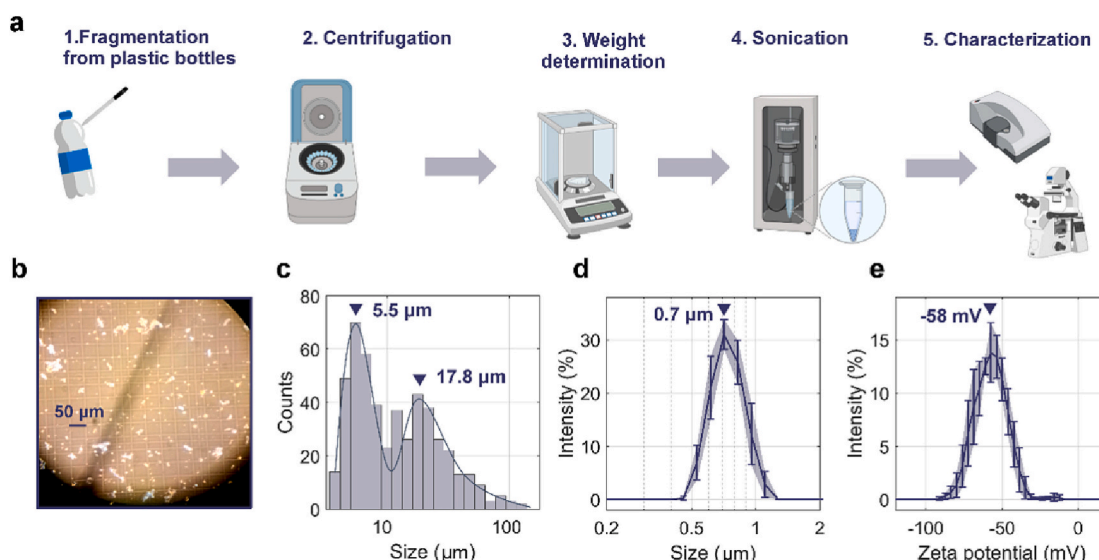 a
1.Fragmentation
from plastic bottles
2. Centrifugation
3. Weight
determination
4. Sonication
5. Characterization
b
50 µm
c
80
60
40
20
0
Counts
5.5 µm
17.8 µm
10
100
Size (µm)
d
30
20
10
0
Intensity (%)
0.7 µm
0.2
0.5
1
2
Size (µm)
e
15
10
5
0
Intensity (%)
-58 mV
-100
-50
0
Zeta potential (mV)